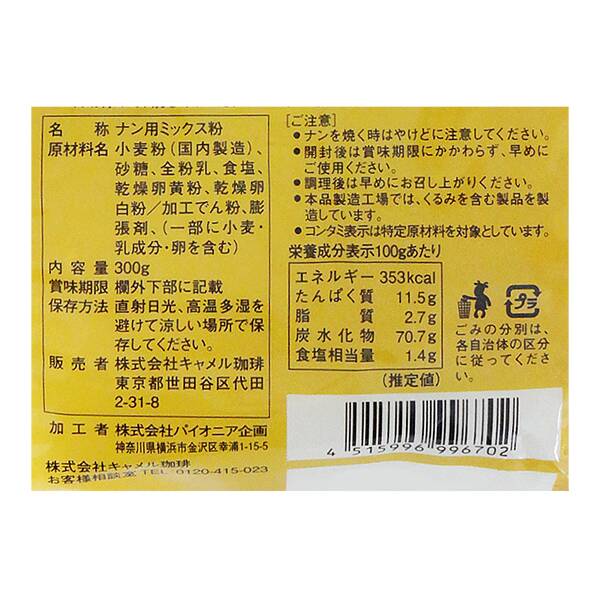 名　称 ナン用ミックス粉
原材料名 小麦粉（国内製造）、
砂糖、全粉乳、食塩、
乾燥卵黄粉、乾燥卵
白粉／加工でん粉、膨
張剤、（一部に小麦・
乳成分・卵を含む）
内容量 300g
賞味期限 欄外下部に記載
保存方法 直射日光、高温多湿を
避けて涼しい場所で保
存してください。
販売者 株式会社キャメル珈琲
東京都世田谷区代田
2-31-8
加工者 株式会社パイオニア企画
神奈川県横浜市金沢区幸浦1-15-5
株式会社キャメル珈琲
お客様相談室 TEL 0120-415-023
［ご注意］
●ナンを焼く時はやけどに注意してください。
●開封後は賞味期限にかかわらず、早めに
ご使用ください。
●調理後は早めにお召し上がりください。
●本品製造工場では、くるみを含む製品を製
造しています。
●コンタミ表示は特定原材料を対象としています。
栄養成分表示100gあたり
エネルギー 353kcal
たんぱく質 11.5g
脂質 2.7g
炭水化物 70.7g
食塩相当量 1.4g
（推定値）
プラ
ごみの分別は、
各自治体の区分
に従ってください。
4 515996 996702